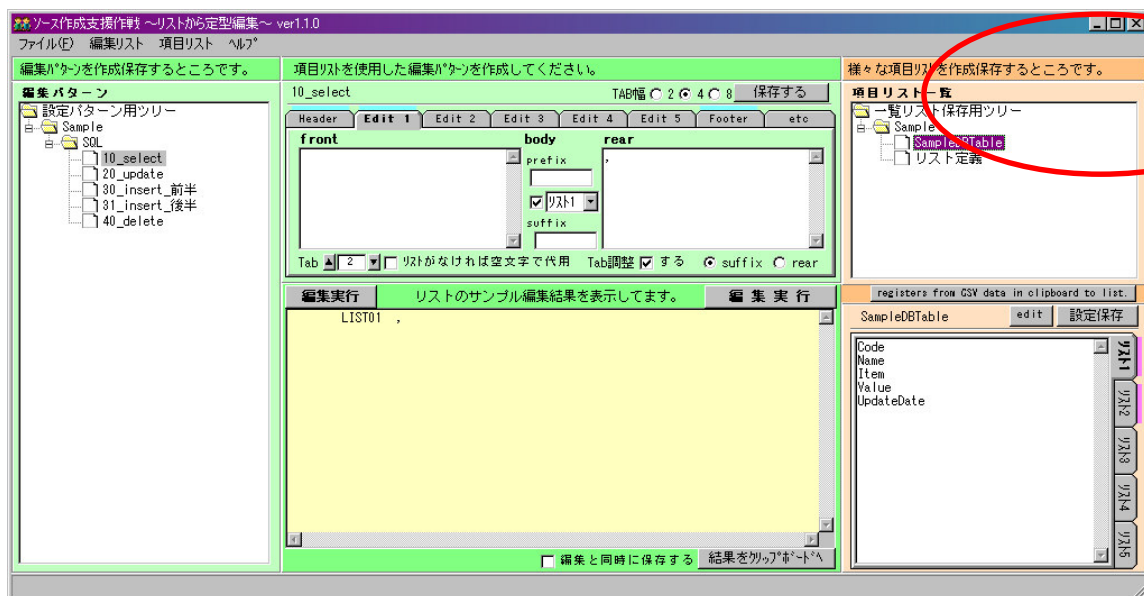 ソース作成支援作戦 ～リストから定型編集～ ver1.1.0
ファイル(F) 編集リスト 項目リスト ヘルプ
編集パターンを作成保存するところです。
編集パターン
設定パターン用ツリー
Sample
SQL
10_select
20_update
30_insert_前半
31_insert_後半
40_delete
項目リストを使用した編集パターンを作成してください。
10_select TAB幅 2 4 8 保存する
Header Edit 1 Edit 2 Edit 3 Edit 4 Edit 5 Footer etc
front body rear
prefix ,
リスト1
suffix
Tab 2 リストがなければ空文字で代用 Tab調整 する suffix rear
編集実行 リストのサンプル編集結果を表示してます。 編集実行
LIST01 ,
編集と同時に保存する 結果をクリップボードへ
様々な項目リストを作成保存するところです。
項目リスト一覧
一覧リスト保存用ツリー
Sample
SampleDBTable
リスト定義
registers from CSV data in clipboard to list.
SampleDBTable edit 設定保存
Code
Name
Item
Value
UpdateDate
リスト1
リスト2
リスト3
リスト4
リスト5